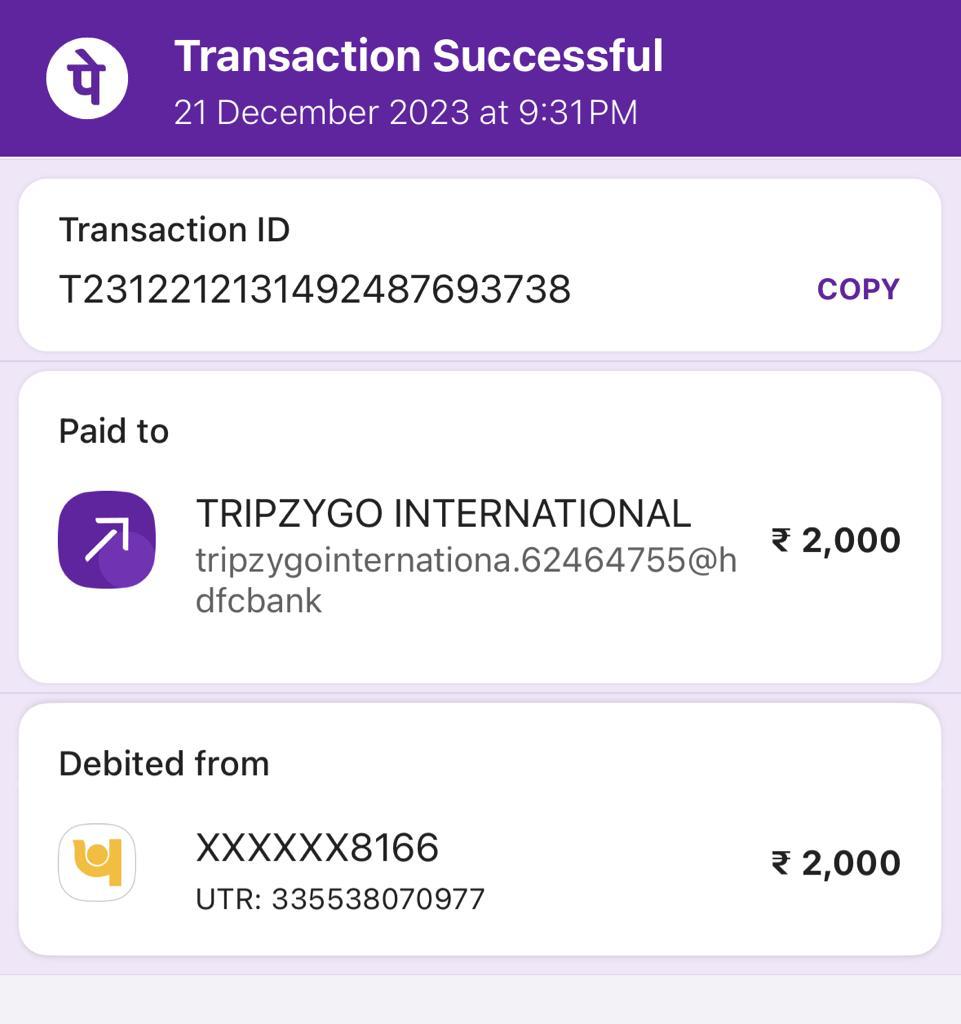 पे
Transaction Successful
21 December 2023 at 9:31PM
Transaction ID
T2312212131492487693738
COPY
Paid to
TRIPZYGO INTERNATIONAL
tripzygointernationa.62464755@h
dfcbank
₹ 2,000
Debited from
XXXXXX8166
UTR: 335538070977
₹ 2,000